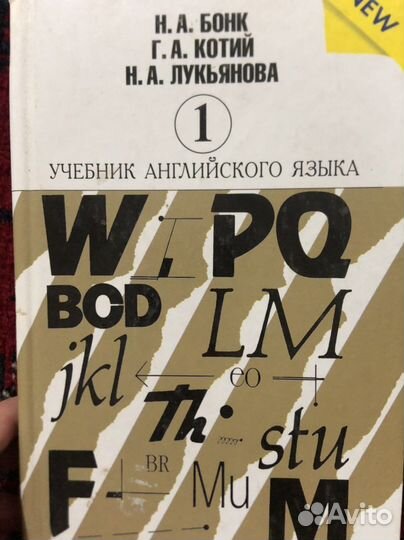 NEW
Н. А. БОНК
Г. А. КОТИЙ
Н. А. ЛУКЬЯНОВА
1
УЧЕБНИК АНГЛИЙСКОГО ЯЗЫКА
W I PQ
BCD LM
jkl eo
Th stu
F BR Mu M
Avito